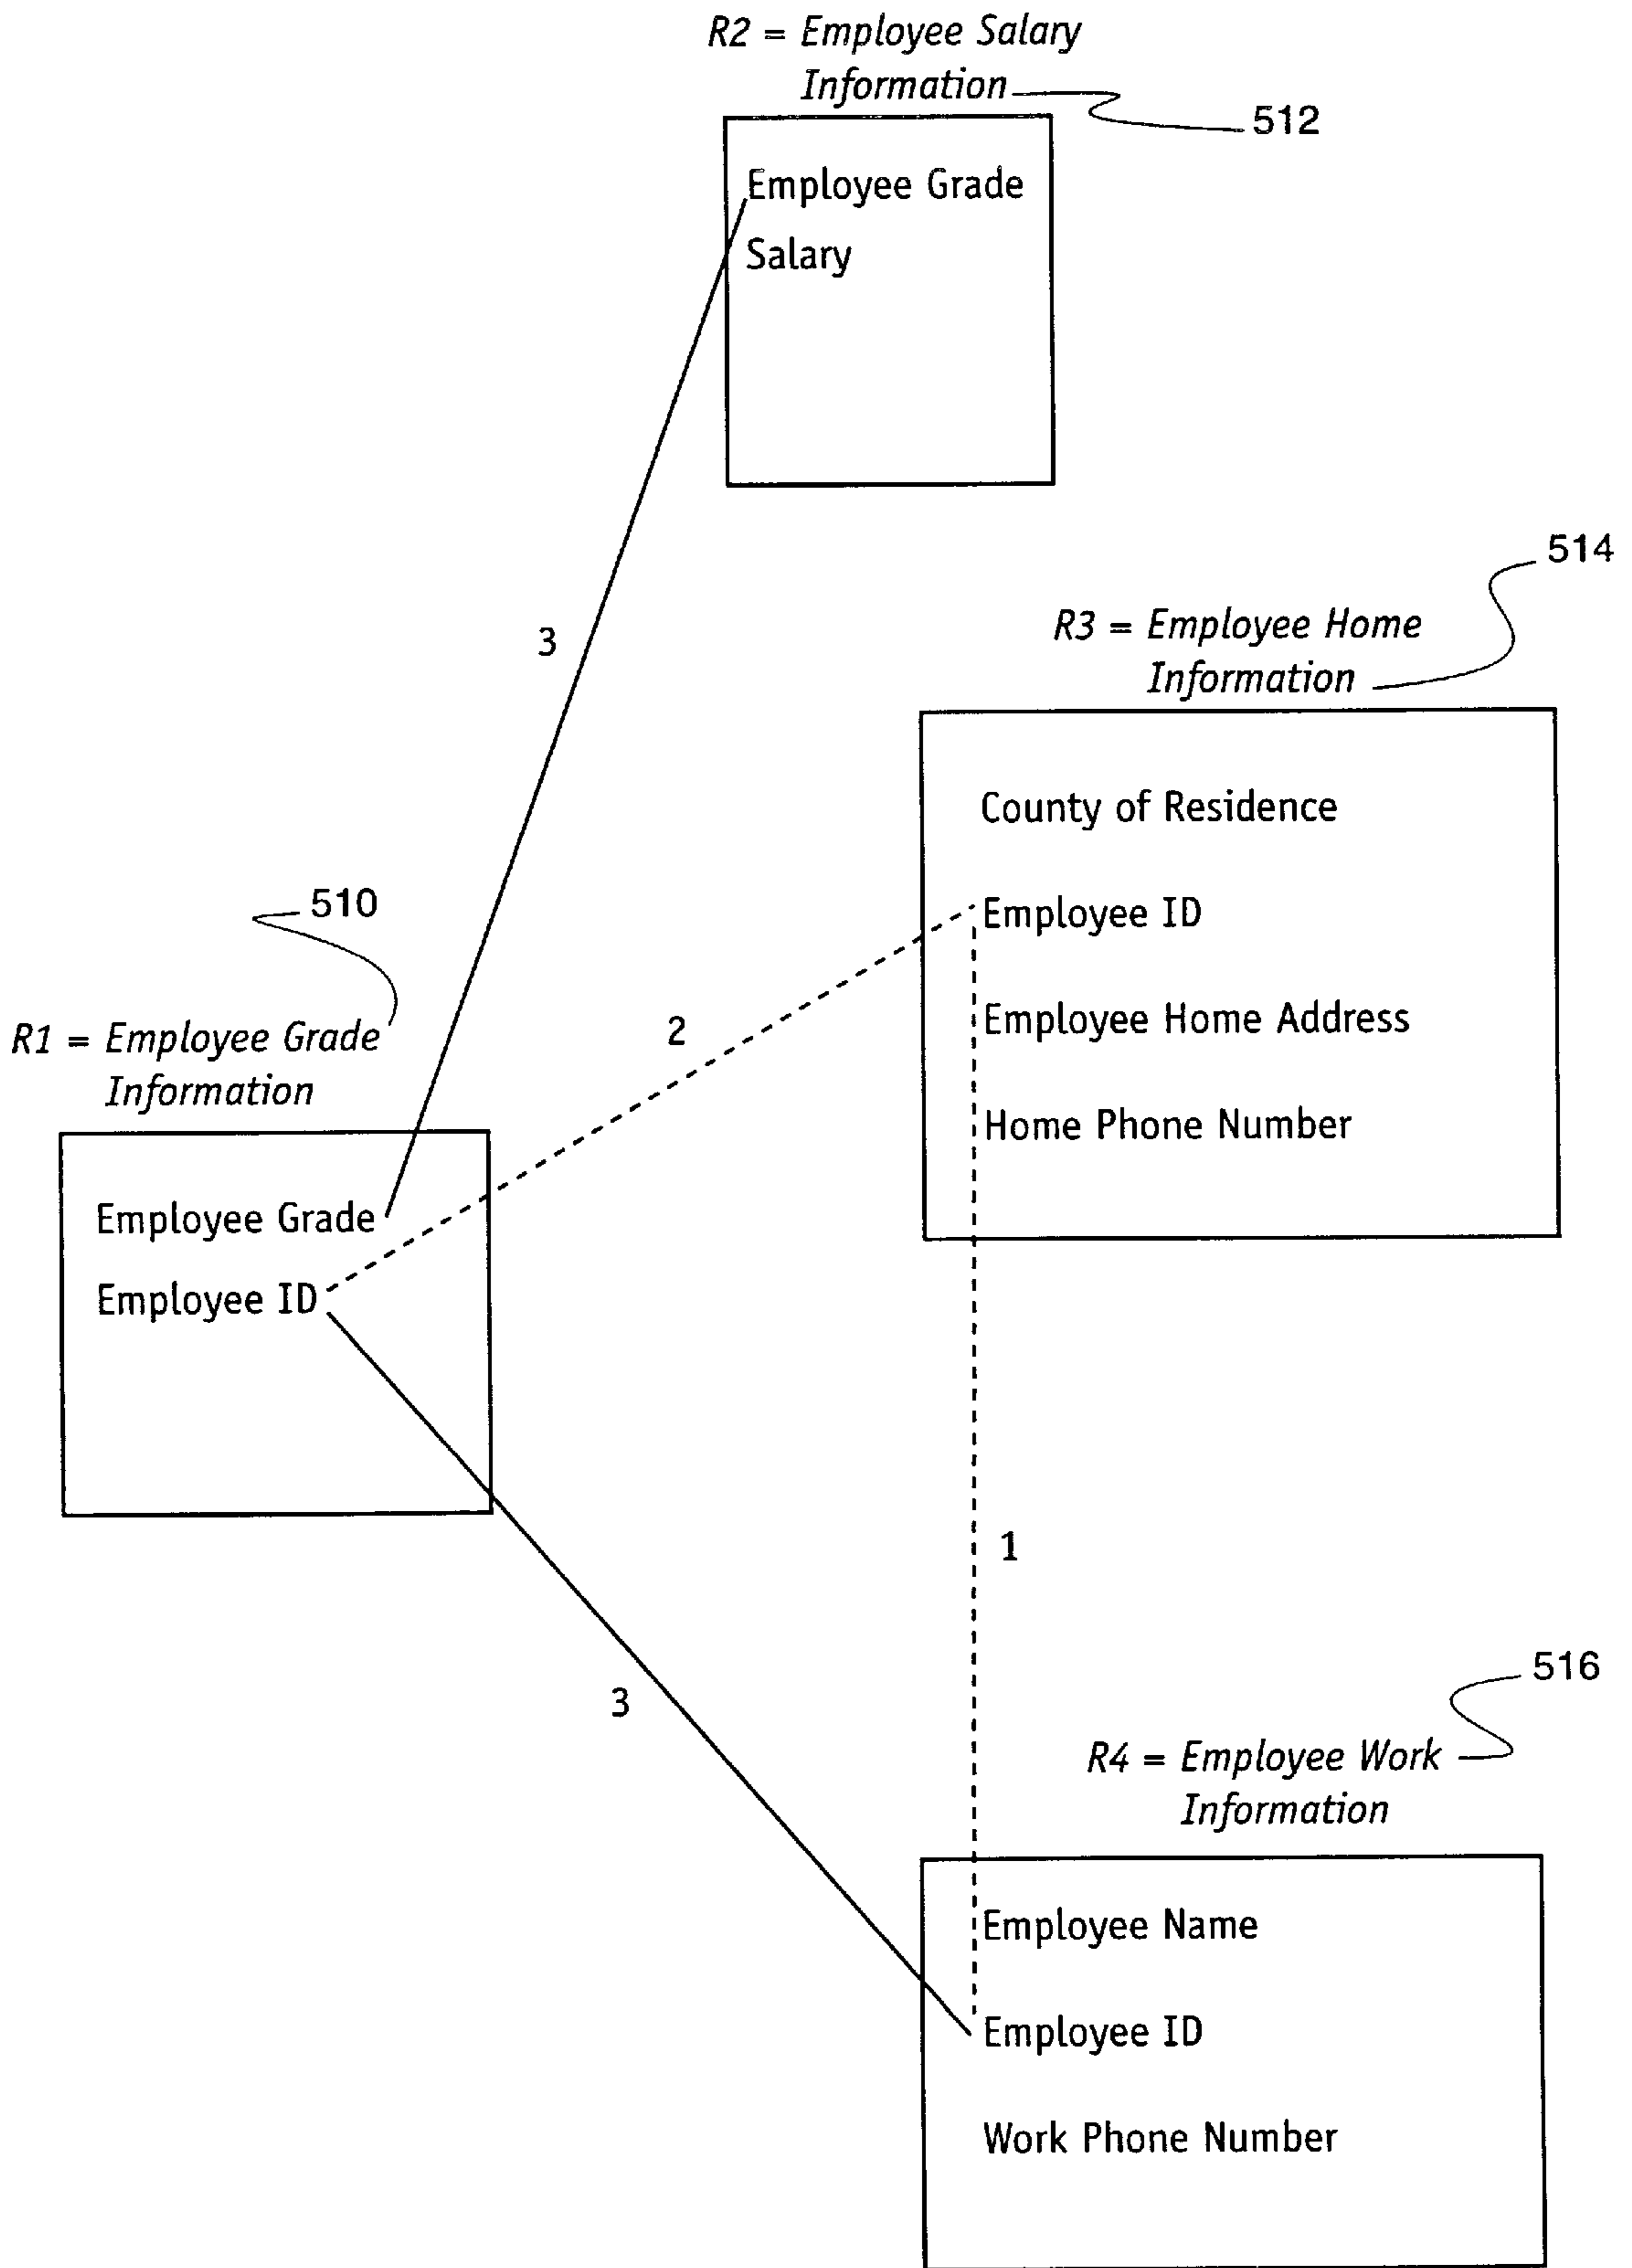 R2 = Employee Salary
Information
512
Employee Grade
Salary
514
R3 = Employee Home
Information
3
County of Residence
510
Employee ID
R1 = Employee Grade
Information
2
Employee Home Address
Home Phone Number
Employee Grade
Employee ID
1
516
3
R4 = Employee Work
Information
Employee Name
Employee ID
Work Phone Number